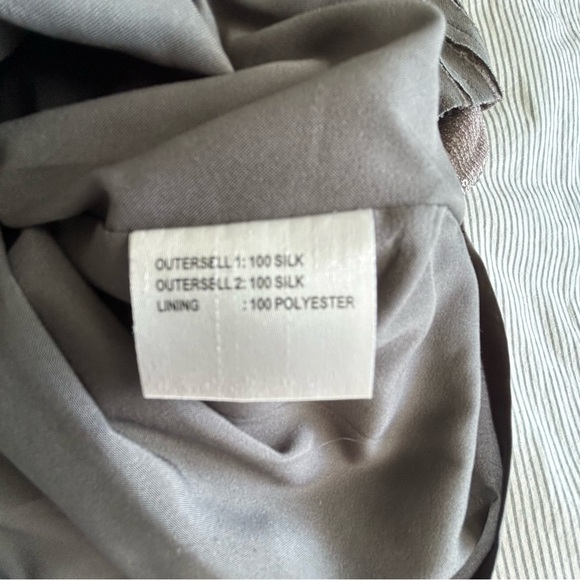 OUTERSELL 1: 100 SILK
OUTERSELL 2: 100 SILK
LINING : 100 POLYESTER